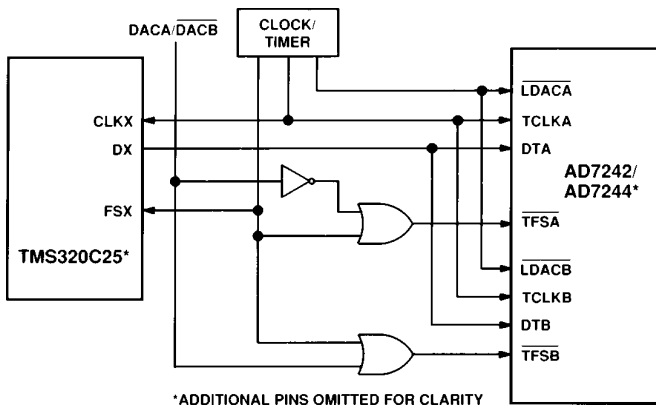 DACA/DACB
CLOCK/
TIMER
CLKX
DX
FSX
TMS320C25*
LDACA
TCLKA
DTA
AD7242/
AD7244*
TFSA
LDACB
TCLKB
DTB
TFSB
*ADDITIONAL PINS OMITTED FOR CLARITY